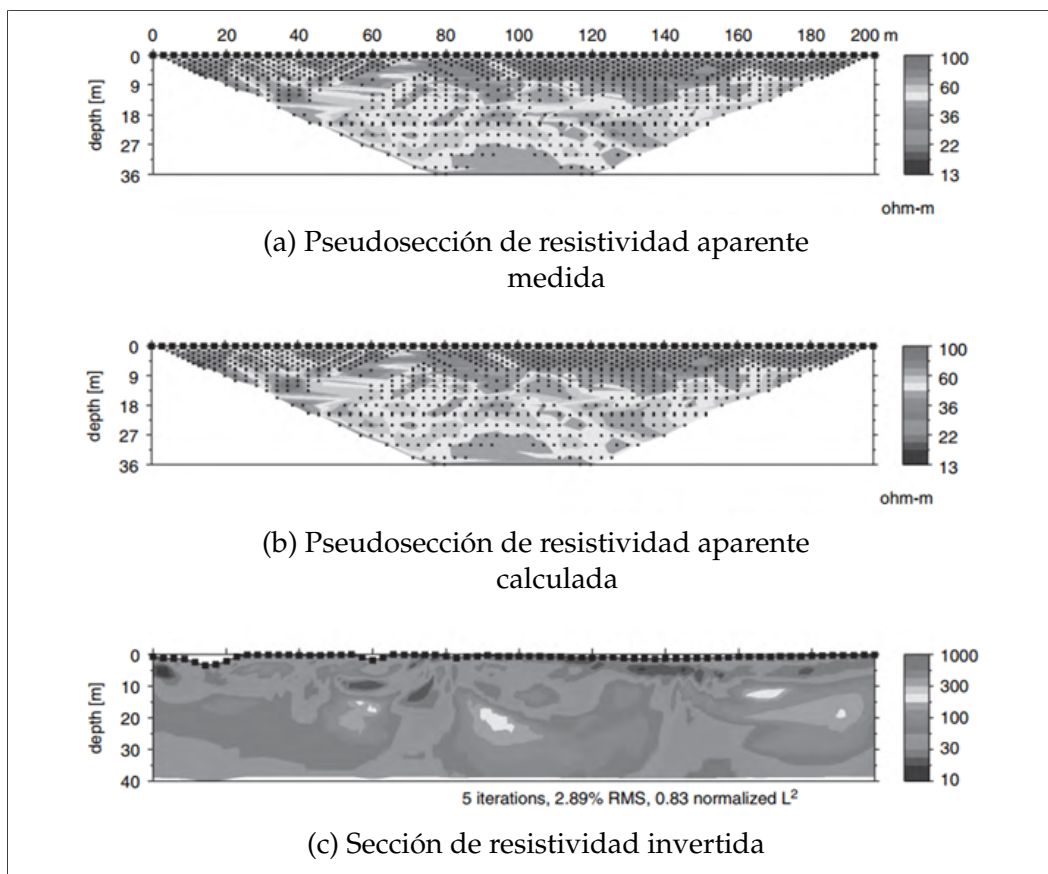 0 20 40 60 80 100 120 140 160 180 200 m
0
9
18
27
36
depth [m]
100
60
36
22
13
ohm-m
(a) Pseudosección de resistividad aparente
medida
0
9
18
27
36
depth [m]
100
60
36
22
13
ohm-m
(b) Pseudosección de resistividad aparente
calculada
0
10
20
30
40
depth [m]
1000
300
100
30
10
5 iterations, 2.89% RMS, 0.83 normalized L²
(c) Sección de resistividad invertida